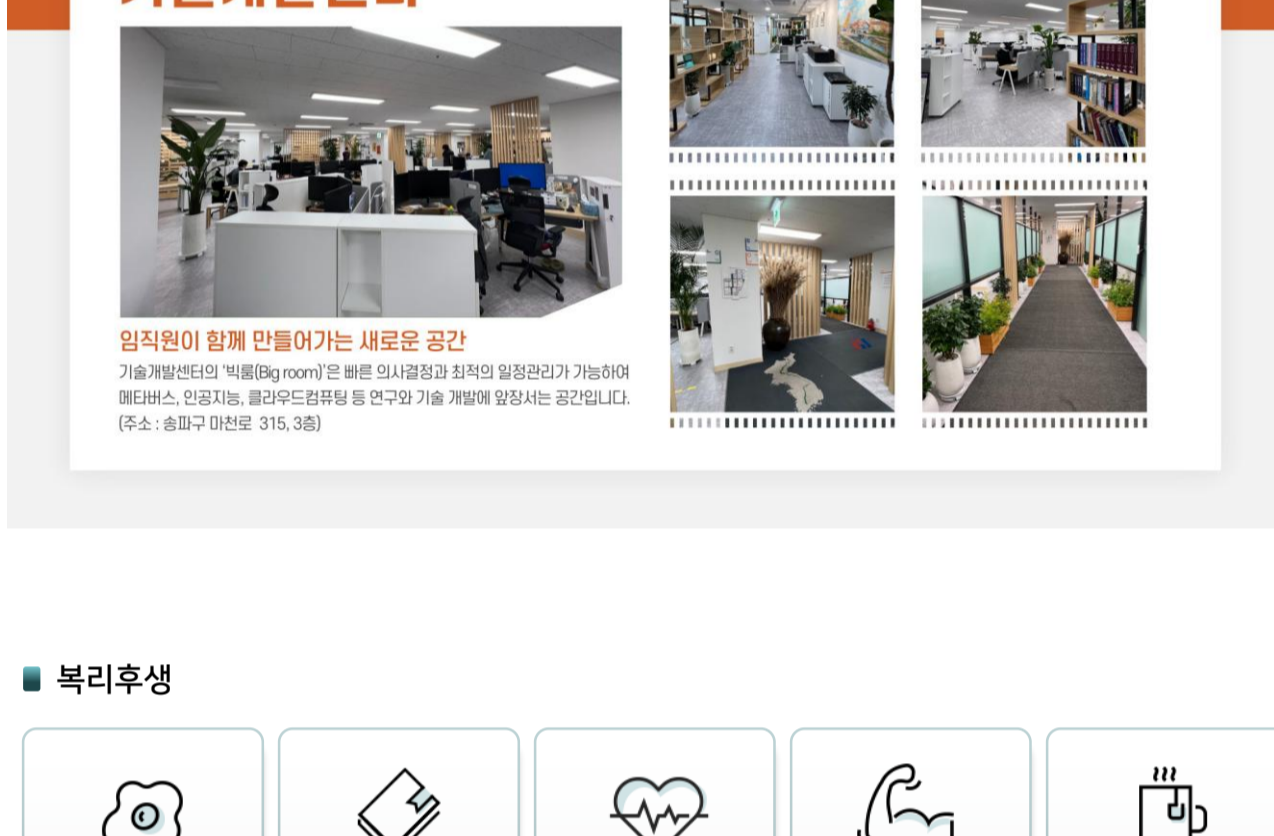 임직원이 함께 만들어가는 새로운 공간
기술개발센터의 '빅룸(Big room)'은 빠른 의사결정과 최적의 일정관리가 가능하여
메타버스, 인공지능, 클라우드컴퓨팅 등 연구와 기술 개발에 앞장서는 공간입니다.
(주소 : 송파구 마천로 315, 3층)
복리후생